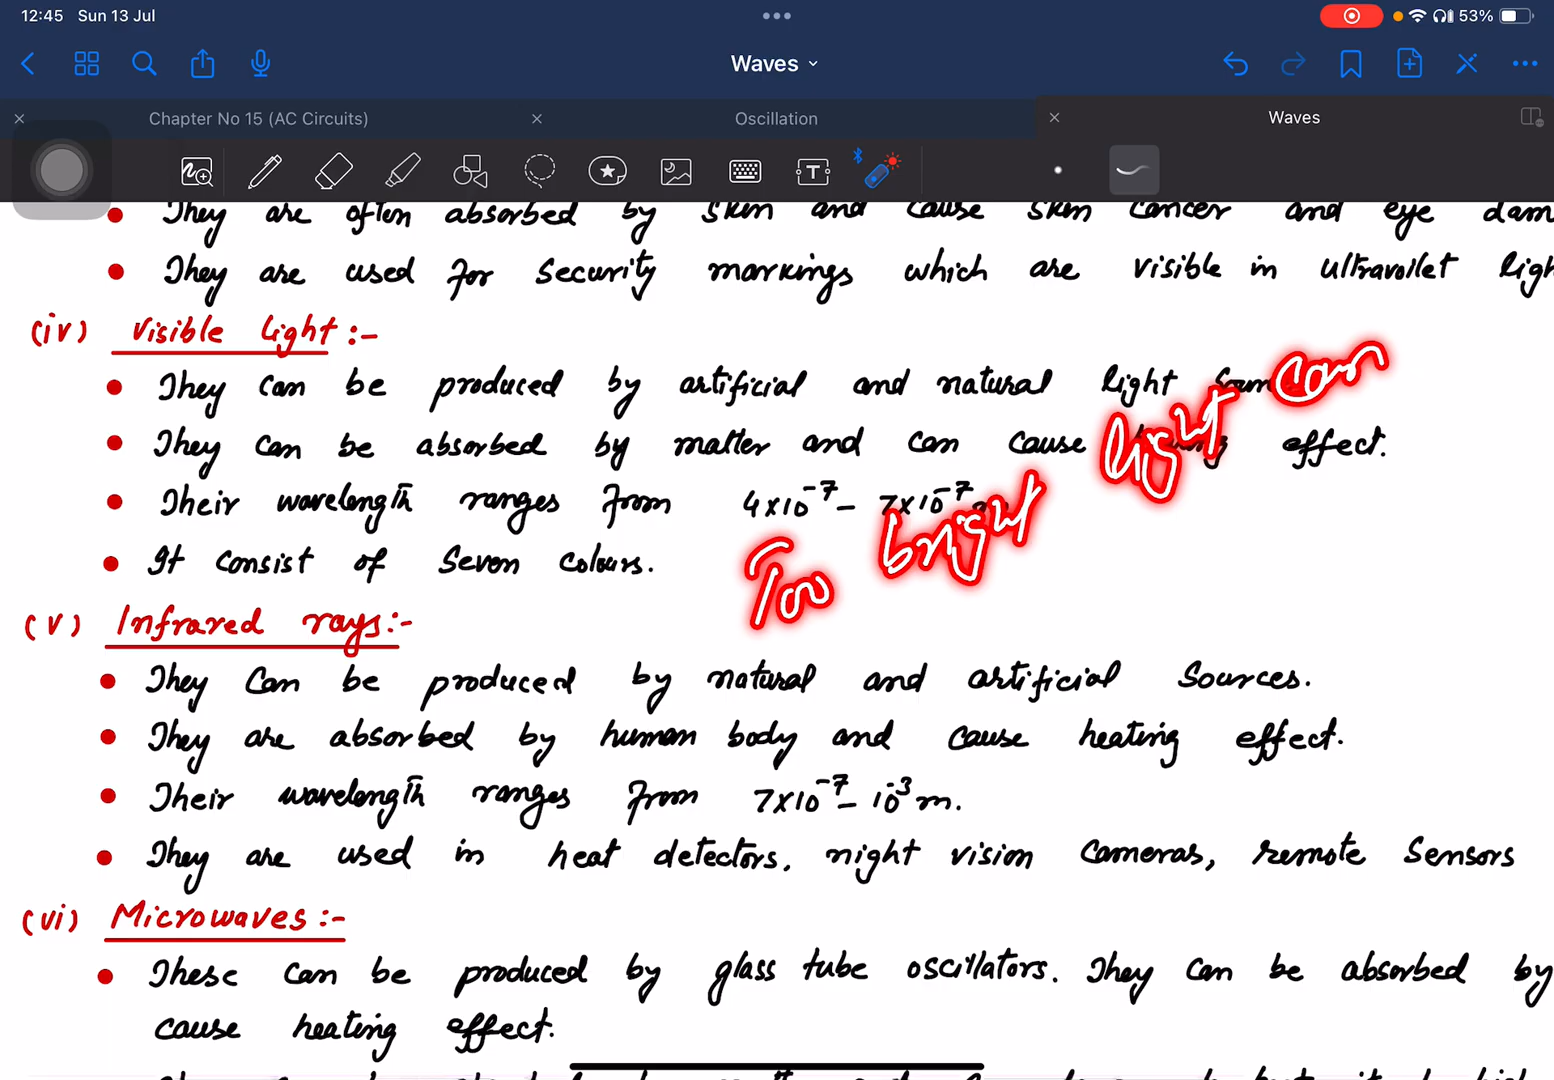 12:45 Sun 13 Jul
53%
Waves
Chapter No 15 (AC Circuits)
Oscillation
Waves
They are often absorbed by skin and cause skin cancer and eye dam
They are used for security markings which are visible in ultravoilet ligh
(iv) Visible light :-
They can be produced by artificial and natural light
They can be absorbed by matter and can cause effect.
Their wavelength ranges from 4x10⁻⁷ - 7x10⁻⁷
It consist of seven colours.
Too bright light can
(v) Infrared rays:-
They can be produced by natural and artificial sources.
They are absorbed by human body and cause heating effect.
Their wavelength ranges from 7x10⁻⁷ - 10⁻³ m.
They are used in heat detectors. night vision cameras, remote sensors
(vi) Microwaves :-
These can be produced by glass tube oscillators. They can be absorbed by
cause heating effect.